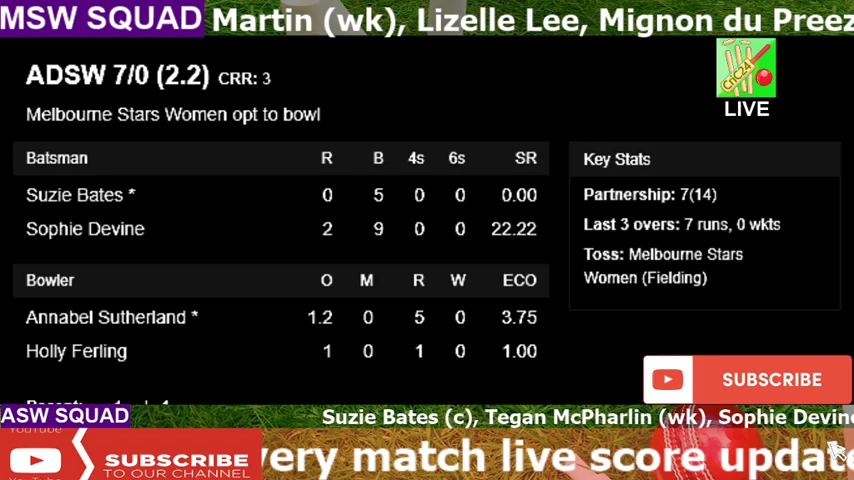 MSW SQUAD Martin (wk), Lizelle Lee, Mignon du Preez
ADSW 7/0 (2.2) CRR: 3
CriC24
LIVE
Melbourne Stars Women opt to bowl
Batsman R B 4s 6s SR
Suzie Bates * 0 5 0 0 0.00
Sophie Devine 2 9 0 0 22.22
Bowler O M R W ECO
Annabel Sutherland * 1.2 0 5 0 3.75
Holly Ferling 1 0 1 0 1.00
Key Stats
Partnership: 7(14)
Last 3 overs: 7 runs, 0 wkts
Toss: Melbourne Stars
Women (Fielding)
SUBSCRIBE
ASW SQUAD Suzie Bates (c), Tegan McPharlin (wk), Sophie Devine
YouTube
SUBSCRIBE
TO OUR CHANNEL
very match live score updat